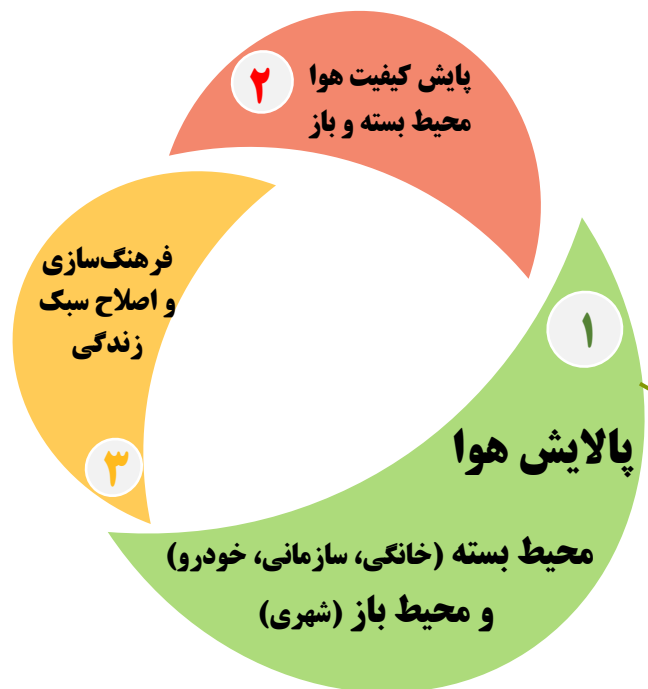 ۱
پالایش هوا
محیط بسته (خانگی، سازمانی، خودرو)
و محیط باز (شهری)
۲
پایش کیفیت هوا
محیط بسته و باز
فرهنگ‌سازی
و اصلاح سبک
زندگی
۳